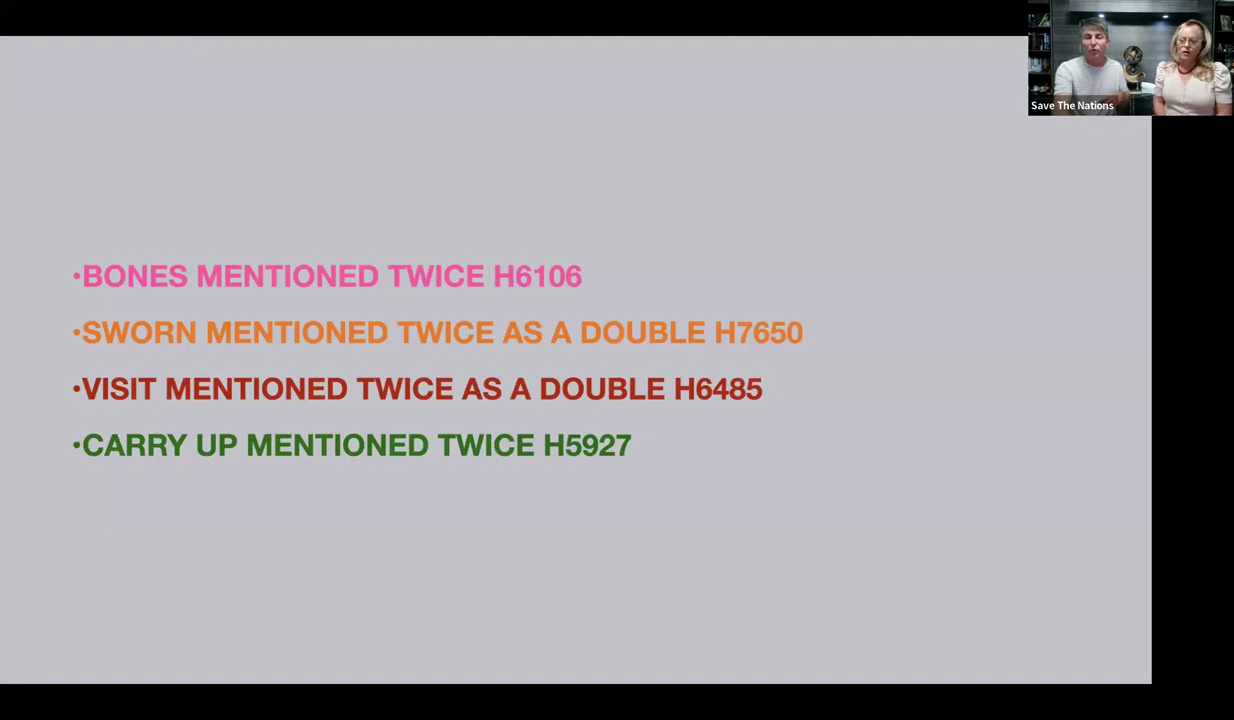 Save The Nations
•BONES MENTIONED TWICE H6106
•SWORN MENTIONED TWICE AS A DOUBLE H7650
•VISIT MENTIONED TWICE AS A DOUBLE H6485
•CARRY UP MENTIONED TWICE H5927